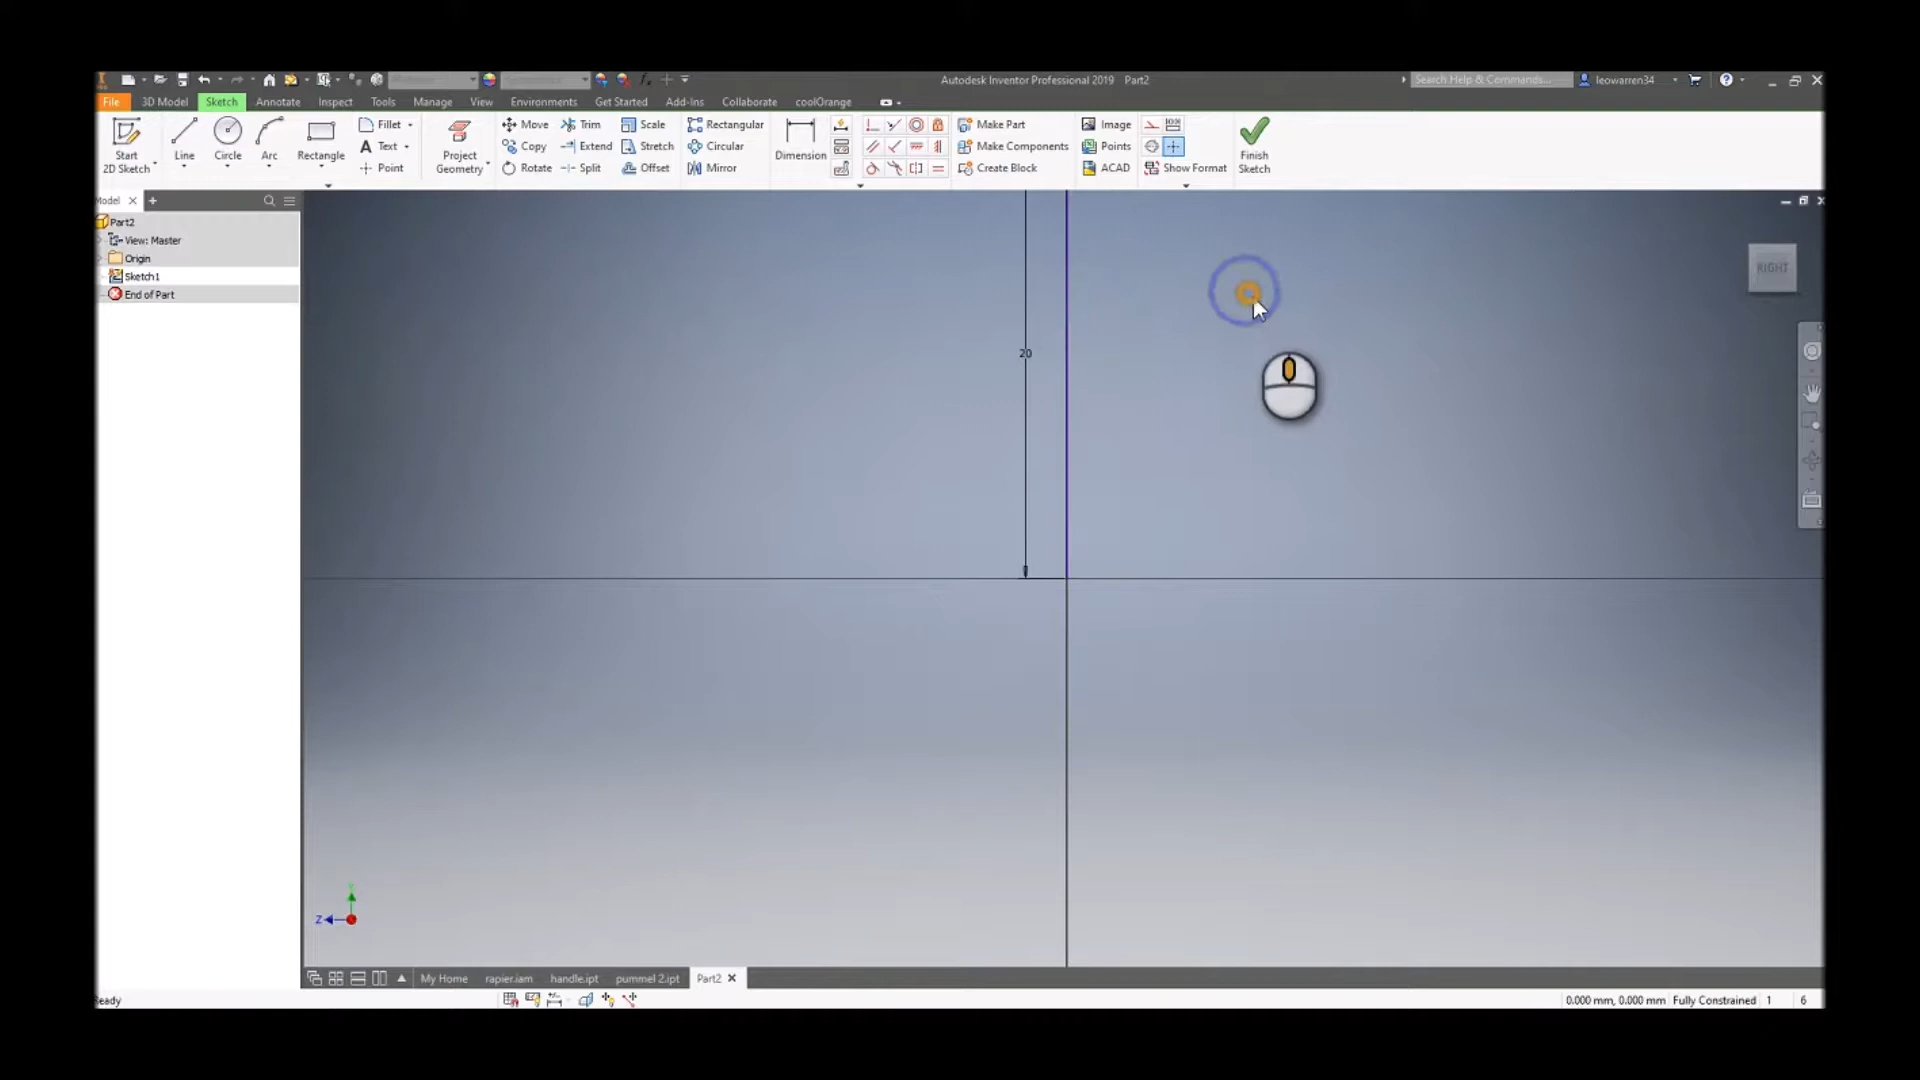 Autodesk Inventor Professional 2019 Part2
Search Help & Commands...
leowarren34
File 3D Model Sketch Annotate Inspect Tools Manage View Environments Get Started Add-Ins Collaborate coolOrange
Start 2D Sketch
Line
Circle
Arc
Rectangle
Fillet
Text
Point
Project Geometry
Move Trim Scale
Copy Extend Stretch
Rotate Split Offset
Rectangular
Circular
Mirror
Dimension
Make Part
Make Components
Create Block
Image
Points
ACAD
Show Format
Finish Sketch
Model
Part2
View: Master
Origin
Sketch1
End of Part
20
RIGHT
Y
Z
My Home rapier.iam handle.ipt pummel 2.ipt Part2
Ready
0.000 mm, 0.000 mm Fully Constrained 1 6